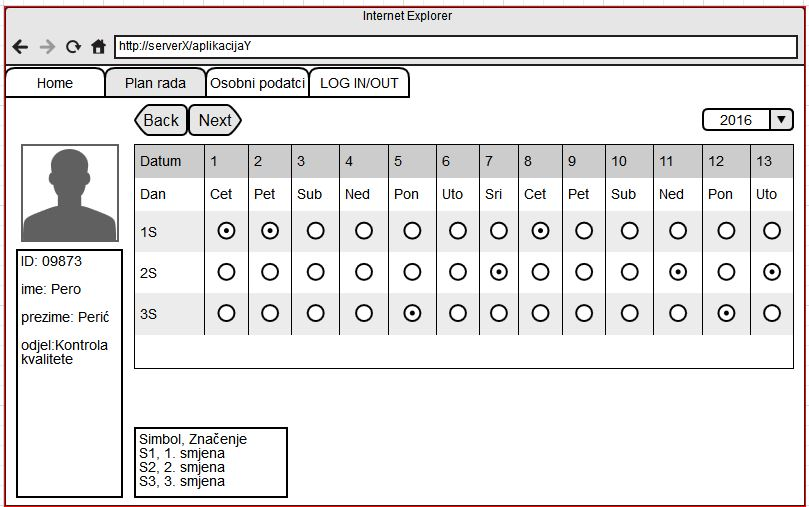 Internet Explorer
http://serverX/aplikacijaY
Home Plan rada Osobni podatci LOG IN/OUT
Back Next 2016
Datum 1 2 3 4 5 6 7 8 9 10 11 12 13
Dan Cet Pet Sub Ned Pon Uto Sri Cet Pet Sub Ned Pon Uto
1S
2S
3S
ID: 09873
ime: Pero
prezime: Perić
odjel:Kontrola
kvalitete
Simbol, Značenje
S1, 1. smjena
S2, 2. smjena
S3, 3. smjena